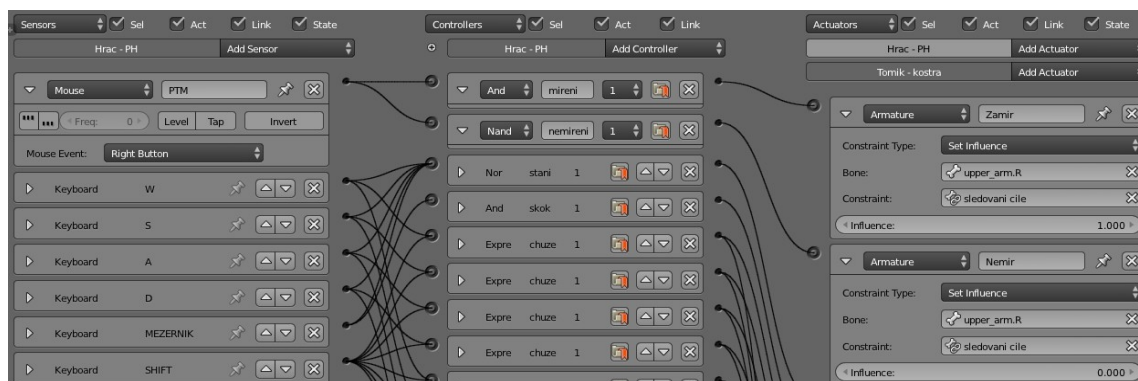 Sensors Sel Act Link State Controllers Sel Act Link Actuators Sel Act Link State
Hrac - PH Add Sensor Hrac - PH Add Controller Hrac - PH Add Actuator
Tomik - kostra Add Actuator
Mouse PTM And mireni 1 Armature Zamir
Freq: 0 Level Tap Invert Nand nemireni 1 Constraint Type: Set Influence
Mouse Event: Right Button Nor stani 1 Bone: upper_arm.R
Keyboard W And skok 1 Constraint: sledovani cile
Keyboard S Expre chuze 1 Influence: 1.000
Keyboard A Expre chuze 1 Armature Nemir
Keyboard D Expre chuze 1 Constraint Type: Set Influence
Keyboard MEZERNIK Expre chuze 1 Bone: upper_arm.R
Keyboard SHIFT Constraint: sledovani cile
Influence: 0.000